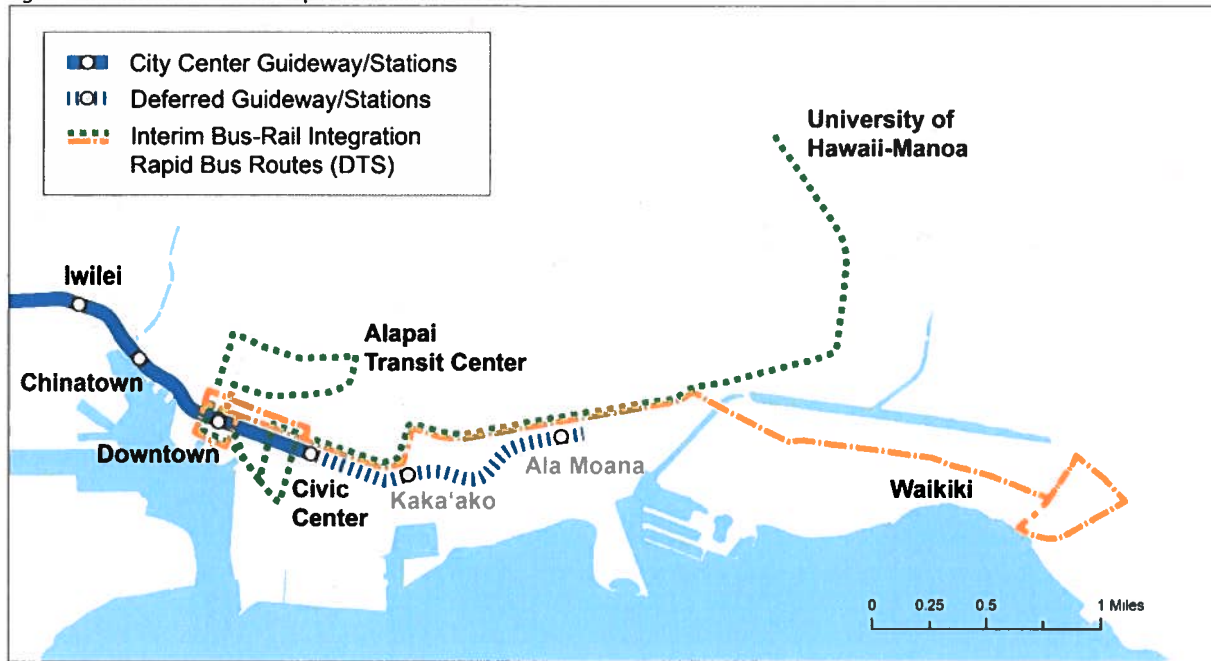 City Center Guideway/Stations
Deferred Guideway/Stations
Interim Bus-Rail Integration
Rapid Bus Routes (DTS)
University of
Hawaii-Manoa
Iwilei
Alapai
Transit Center
Chinatown
Downtown
Ala Moana
Civic
Center
Kaka‘ako
Waikiki
0 0.25 0.5 1 Miles